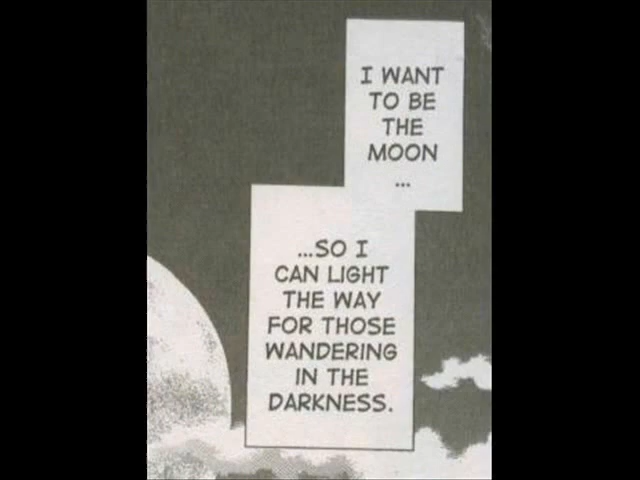 I WANT
TO BE
THE
MOON
...
...SO I
CAN LIGHT
THE WAY
FOR THOSE
WANDERING
IN THE
DARKNESS.